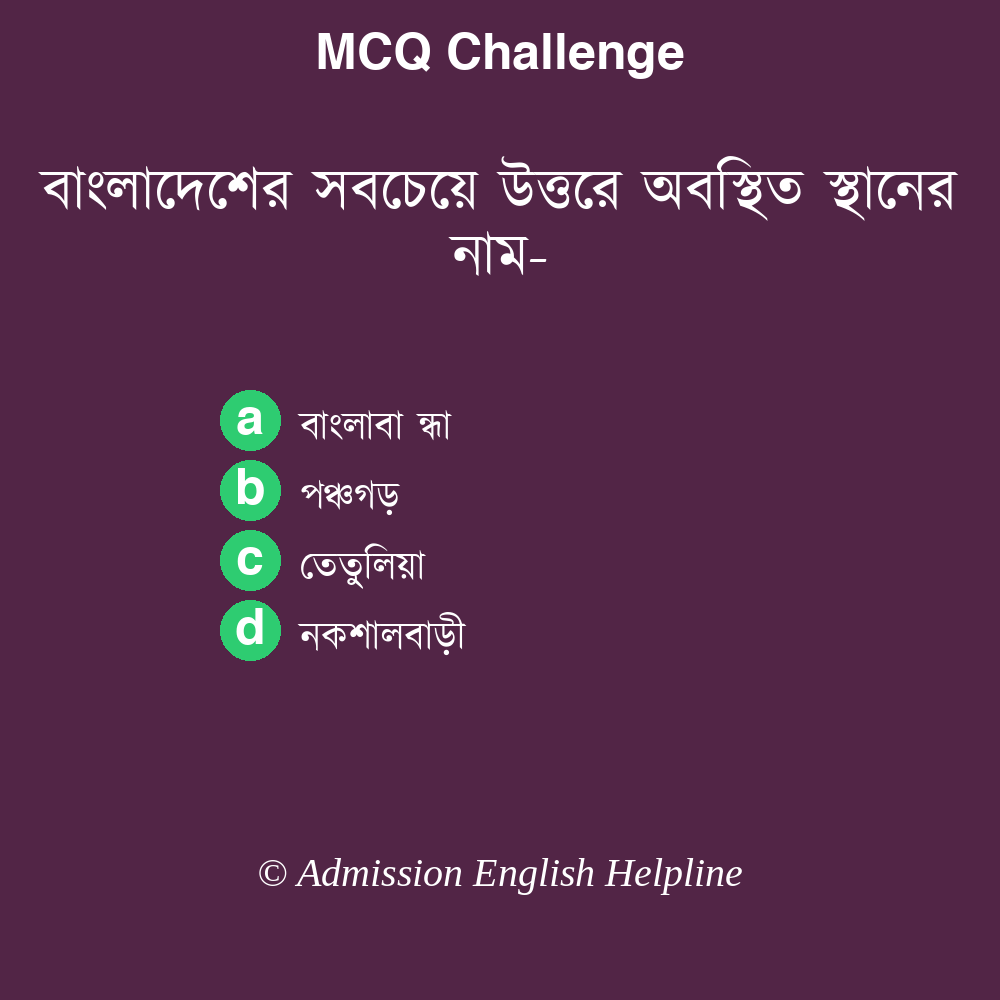 MCQ Challenge
বাংলাদেশের সবচেয়ে উত্তরে অবস্থিত স্থানের
নাম-
a বাংলাবা ন্ধা
b পঞ্চগড়
c তেতুলিয়া
d নকশালবাড়ী
© Admission English Helpline